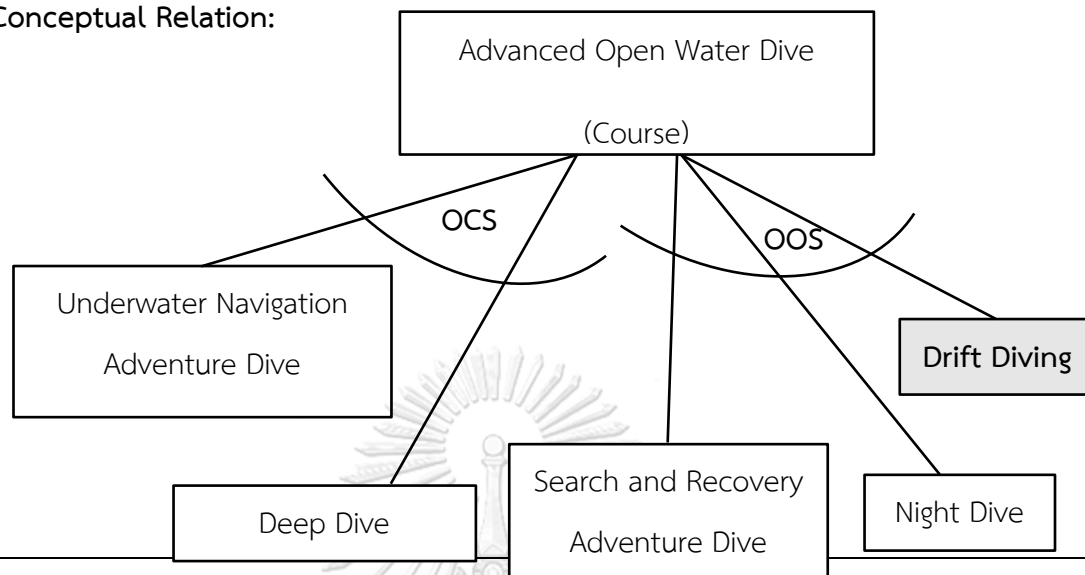 Conceptual Relation:
Advanced Open Water Dive
(Course)
OCS
OOS
Underwater Navigation
Adventure Dive
Drift Diving
Deep Dive
Search and Recovery
Adventure Dive
Night Dive